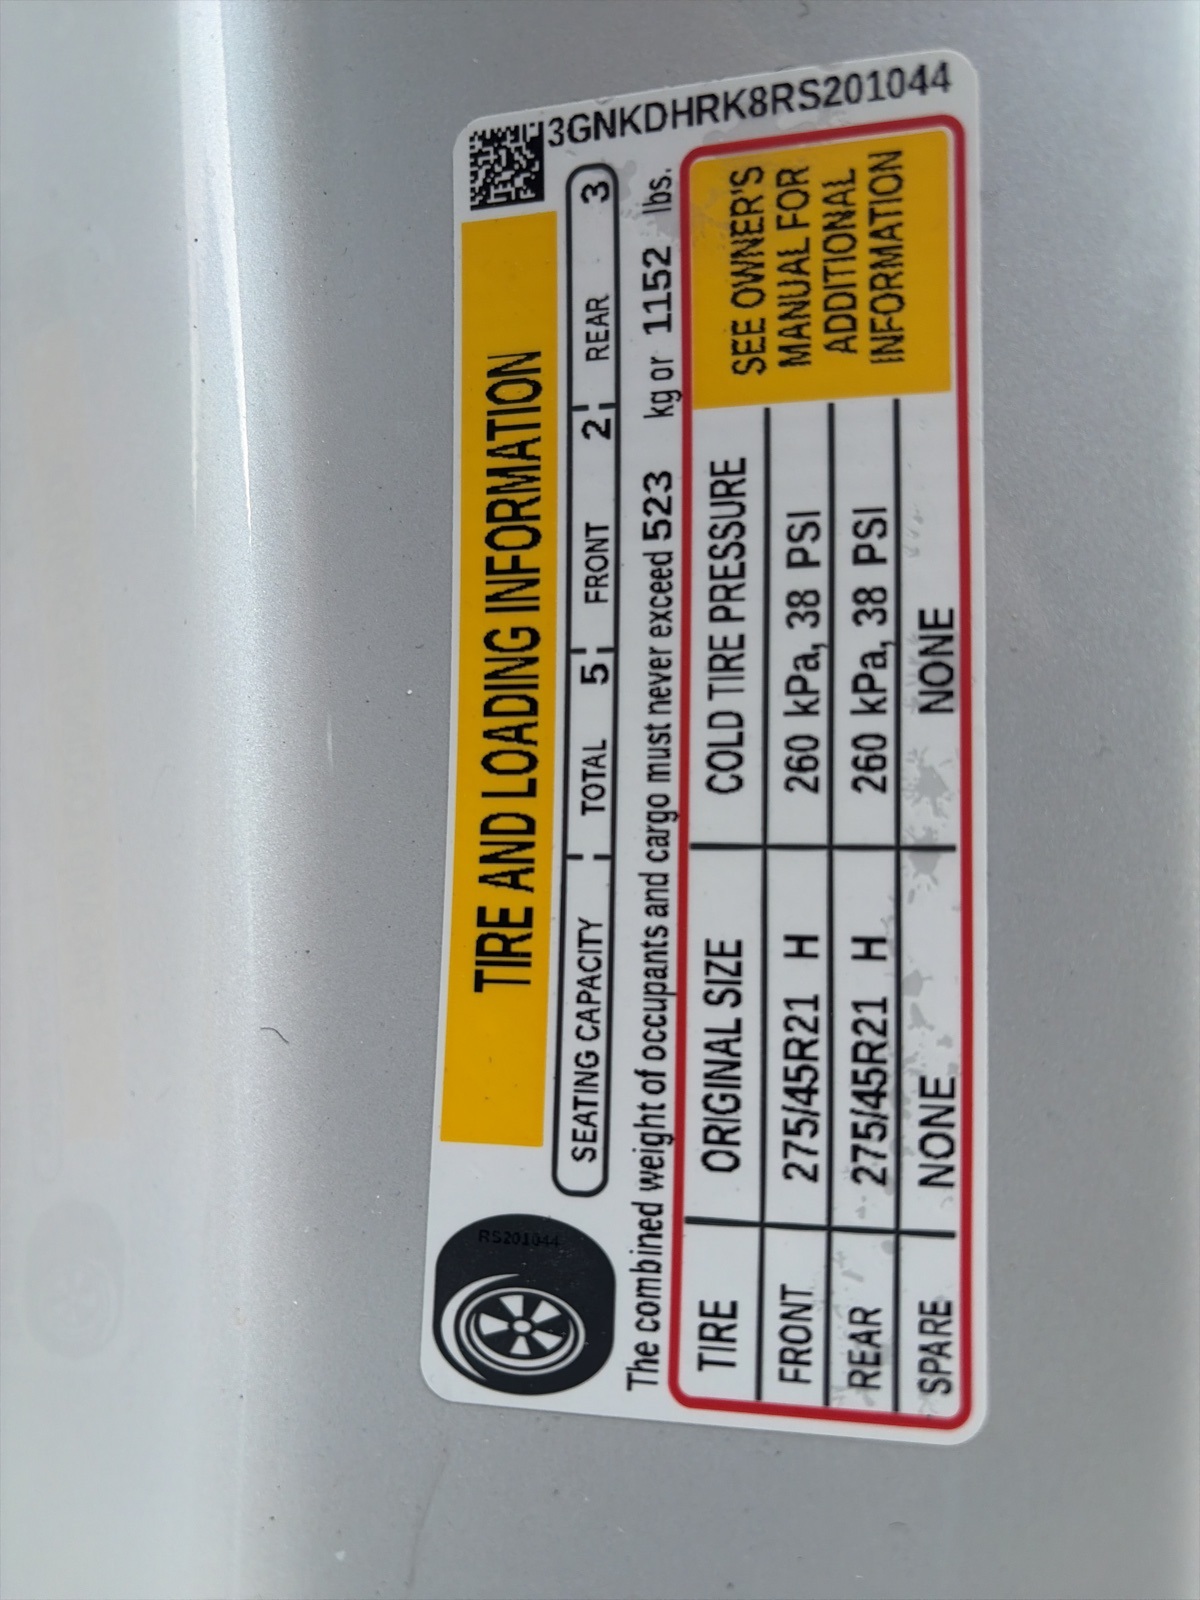 3GNKDHRK8RS201044
TIRE AND LOADING INFORMATION
RS201044
SEATING CAPACITY TOTAL 5 FRONT 2 REAR 3
The combined weight of occupants and cargo must never exceed 523 kg or 1152 lbs.
TIRE ORIGINAL SIZE COLD TIRE PRESSURE
FRONT 275/45R21 H 260 kPa, 38 PSI
REAR 275/45R21 H 260 kPa, 38 PSI
SPARE NONE NONE
SEE OWNER'S
MANUAL FOR
ADDITIONAL
INFORMATION